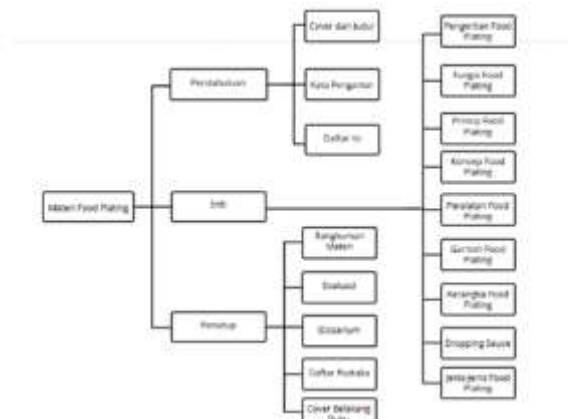 Materi Food Plating
Pendahuluan
Cover dan Judul
Kata Pengantar
Daftar Isi
Inti
Pengertian Food
Plating
Fungsi Food
Plating
Prinsip Food
Plating
Konsep Food
Plating
Peralatan Food
Plating
Garnish Food
Plating
Kerangka Food
Plating
Dropping Sauce
Jenis-jenis Food
Plating
Penutup
Rangkuman
Materi
Evaluasi
Glosarium
Daftar Pustaka
Cover Belakang